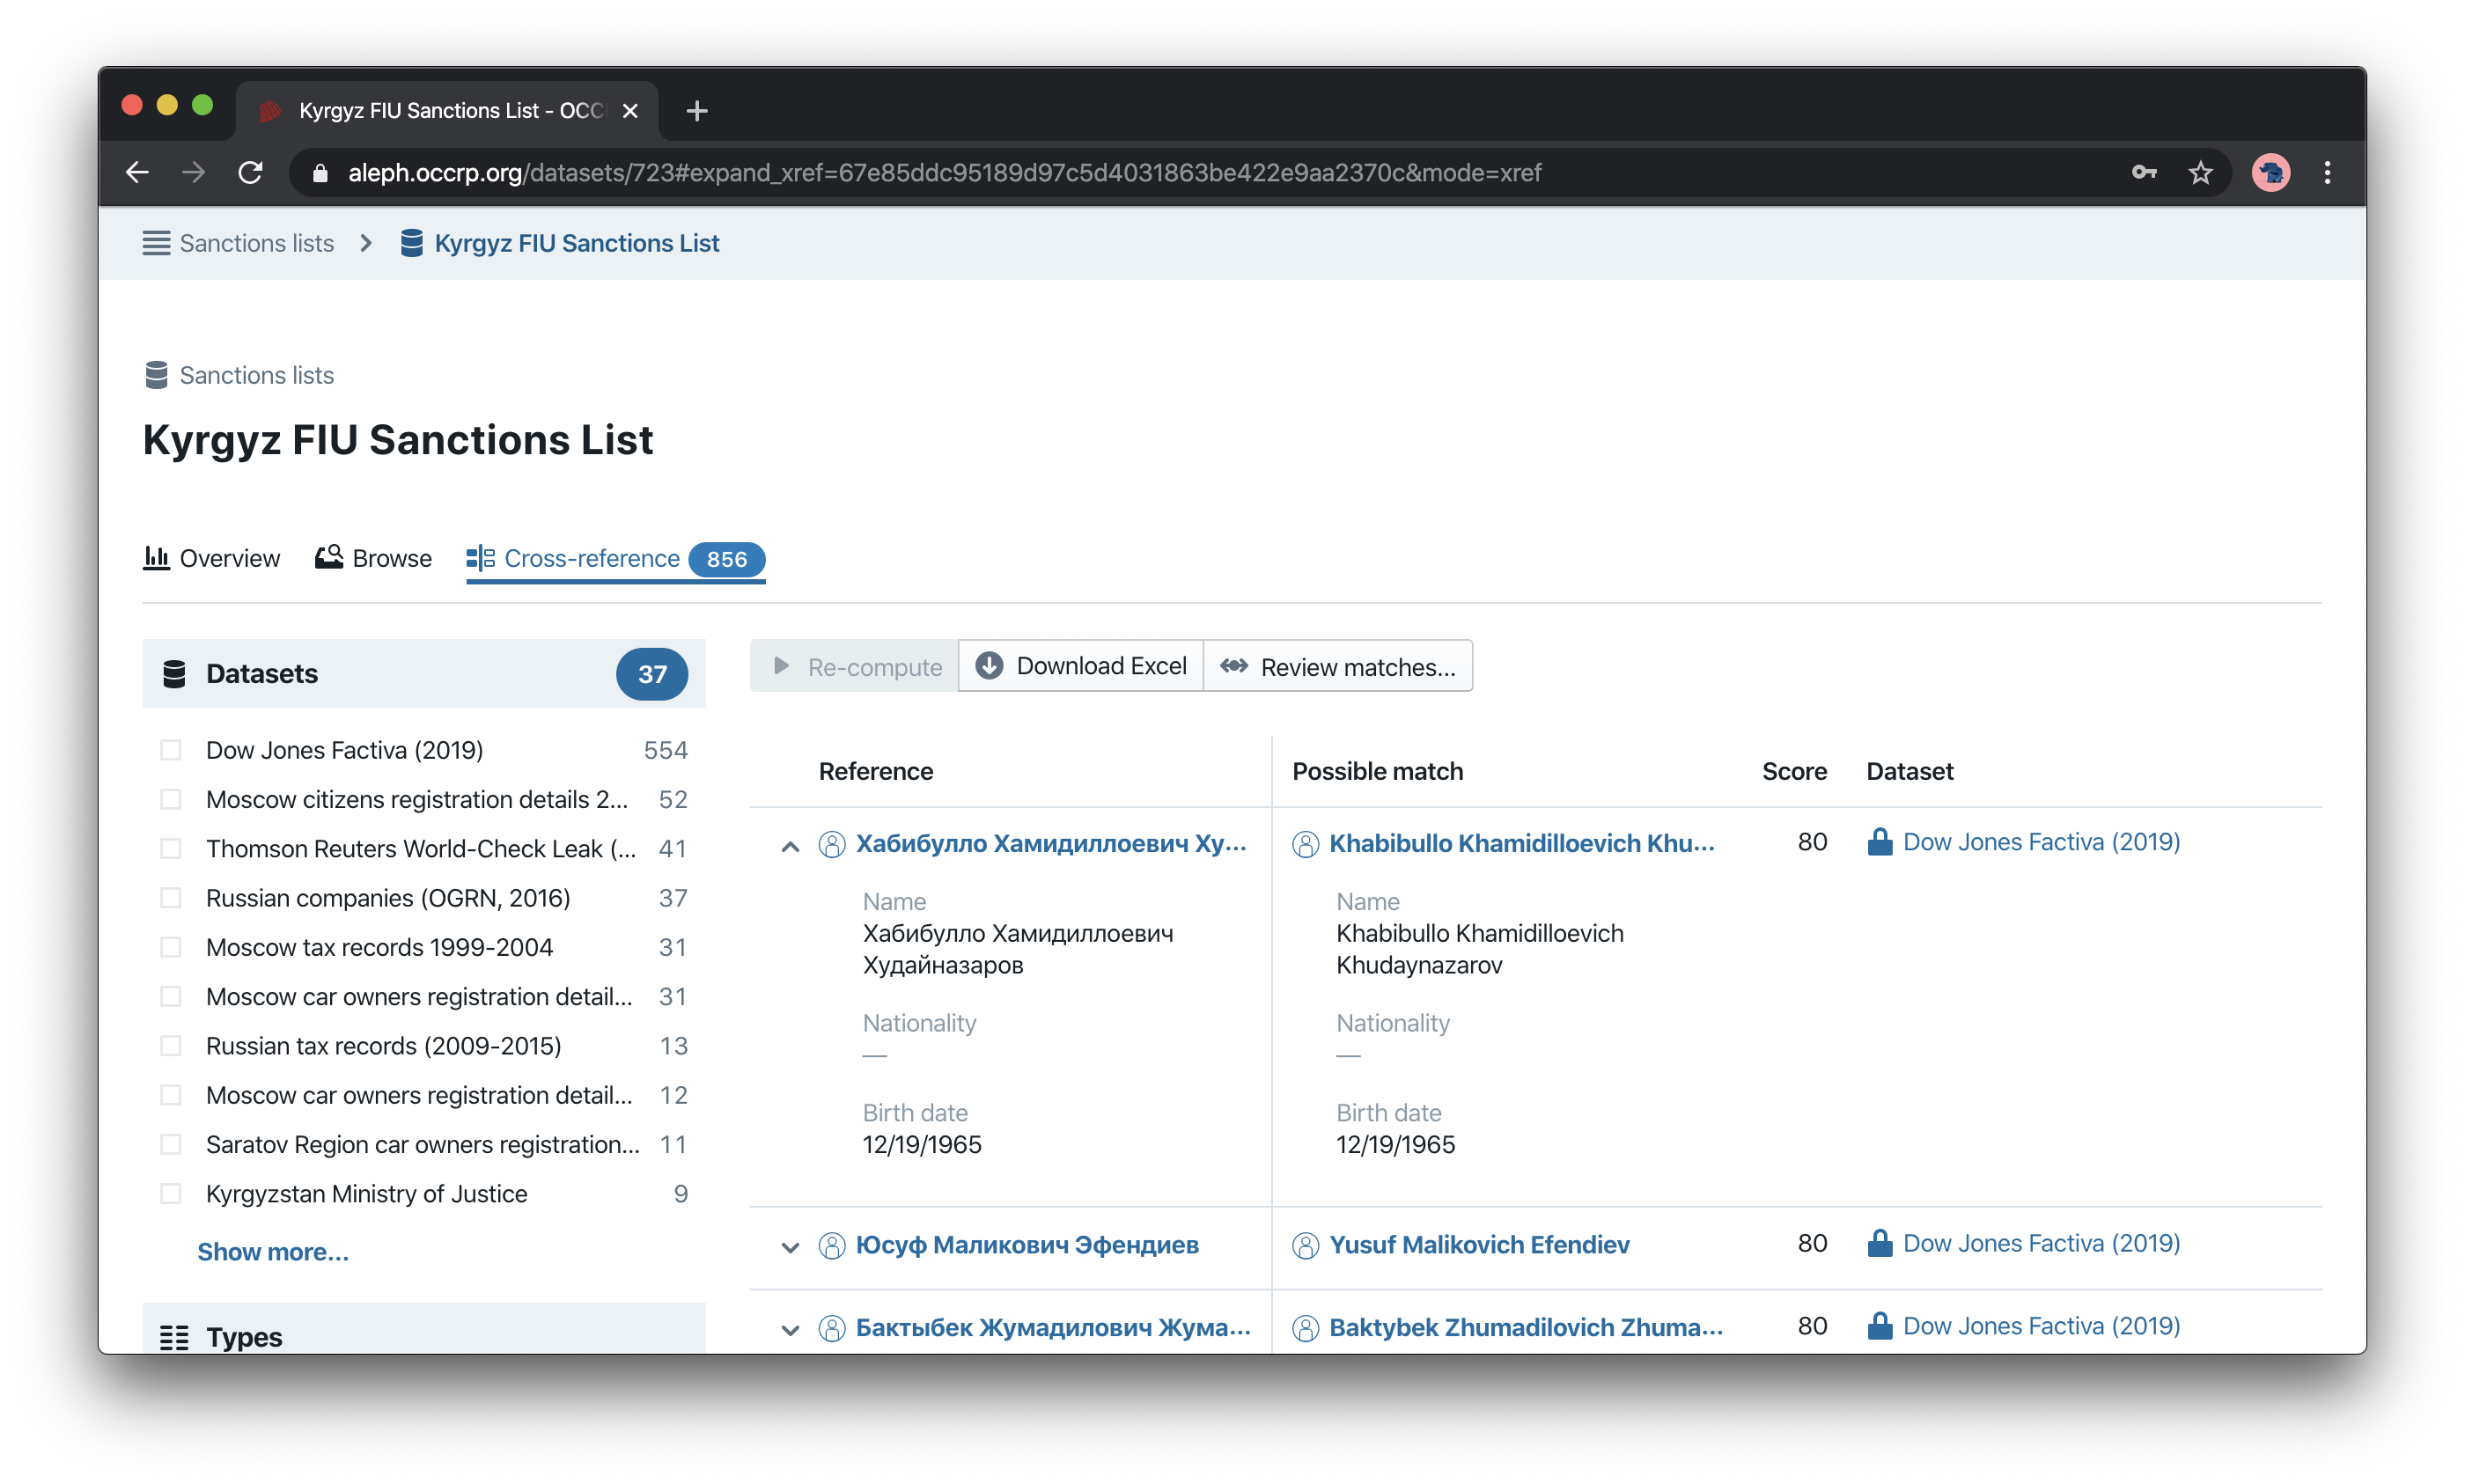 Kyrgyz FIU Sanctions List - OCC
aleph.occrp.org/datasets/723#expand_xref=67e85ddc95189d97c5d4031863be422e9aa2370c&mode=xref
Sanctions lists > Kyrgyz FIU Sanctions List
Sanctions lists
Kyrgyz FIU Sanctions List
Overview Browse Cross-reference 856
Datasets 37
Dow Jones Factiva (2019) 554
Moscow citizens registration details 2... 52
Thomson Reuters World-Check Leak (... 41
Russian companies (OGRN, 2016) 37
Moscow tax records 1999-2004 31
Moscow car owners registration detail... 31
Russian tax records (2009-2015) 13
Moscow car owners registration detail... 12
Saratov Region car owners registration... 11
Kyrgyzstan Ministry of Justice 9
Show more...
Types
Re-compute Download Excel Review matches...
Reference Possible match Score Dataset
Хабибулло Хамидиллоевич Ху... Khabibullo Khamidilloevich Khu... 80 Dow Jones Factiva (2019)
Name Name
Хабибулло Хамидиллоевич Khabibullo Khamidilloevich
Худайназаров Khudaynazarov
Nationality Nationality
— —
Birth date Birth date
12/19/1965 12/19/1965
Юсуф Маликович Эфендиев Yusuf Malikovich Efendiev 80 Dow Jones Factiva (2019)
Бактыбек Жумадилович Жума... Baktybek Zhumadilovich Zhuma... 80 Dow Jones Factiva (2019)